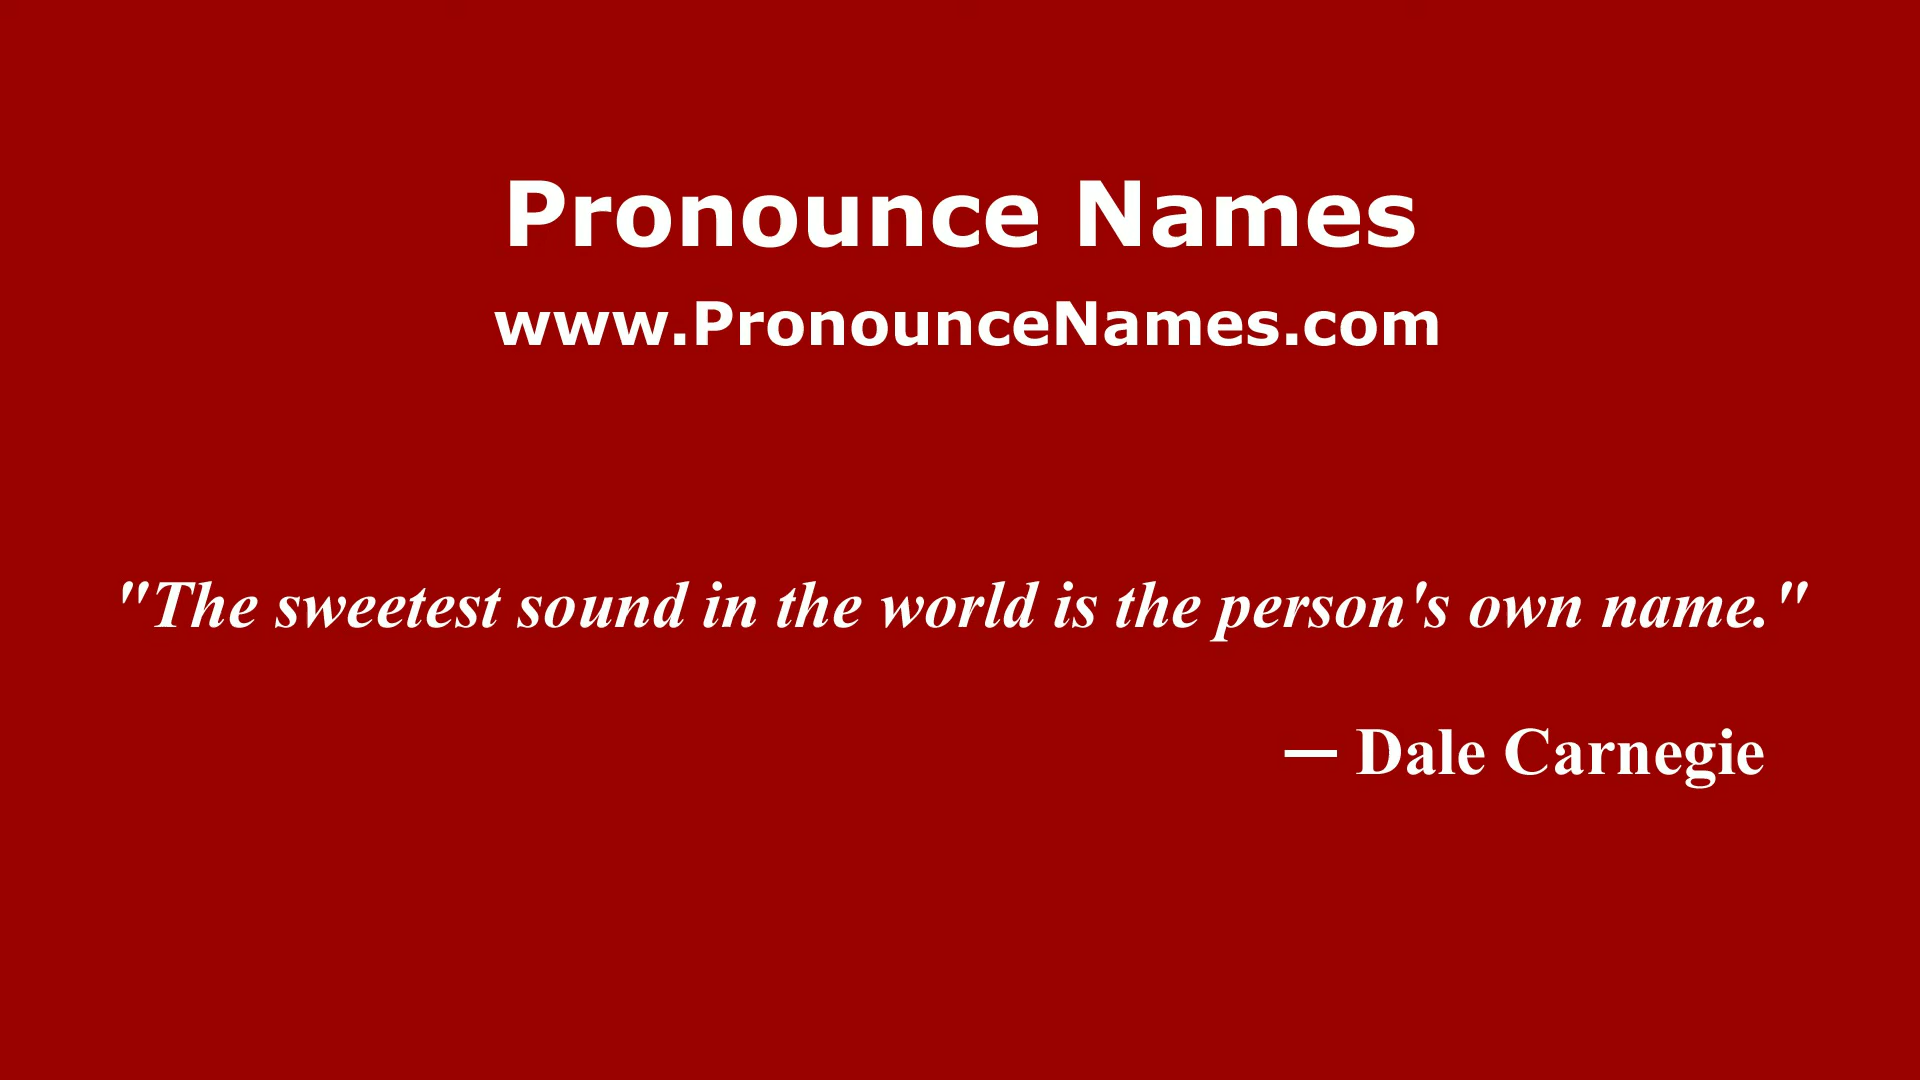 Pronounce Names
www.PronounceNames.com
"The sweetest sound in the world is the person's own name."
— Dale Carnegie